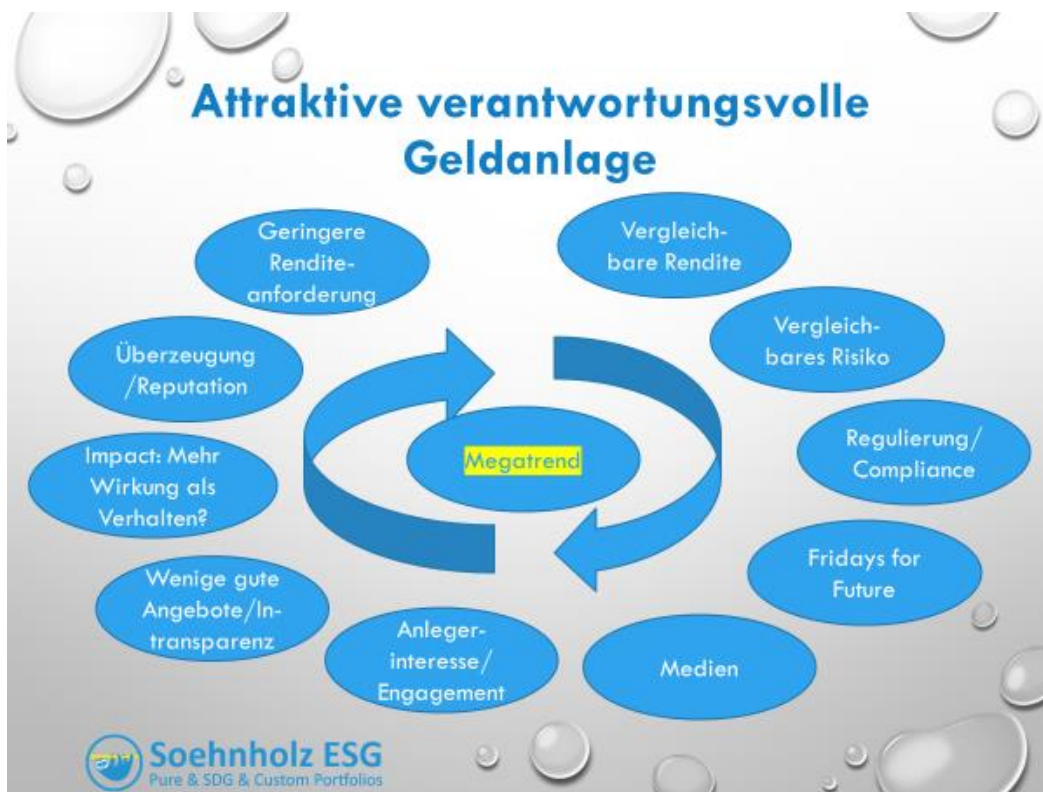 Attraktive verantwortungsvolle
Geldanlage
Geringere
Rendite-
anforderung
Vergleich-
bare Rendite
Vergleich-
bares Risiko
Überzeugung
/Reputation
Megatrend
Regulierung/
Compliance
Impact: Mehr
Wirkung als
Verhalten?
Fridays for
Future
Wenige gute
Angebote/In-
transparenz
Anleger-
interesse/
Engagement
Medien
Soehnholz ESG
Pure & SDG & Custom Portfolios